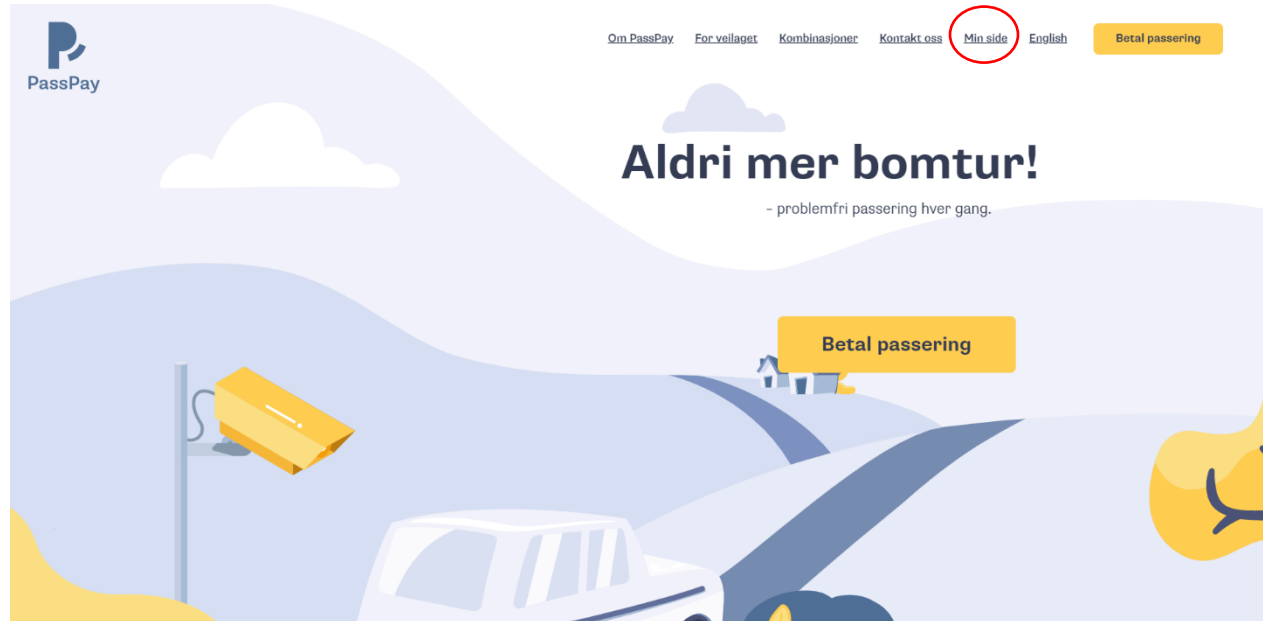 PassPay
Om PassPay For veilaget Kombinasjoner Kontakt oss Min side English Betal passering
Aldri mer bomtur!
- problemfri passering hver gang.
Betal passering